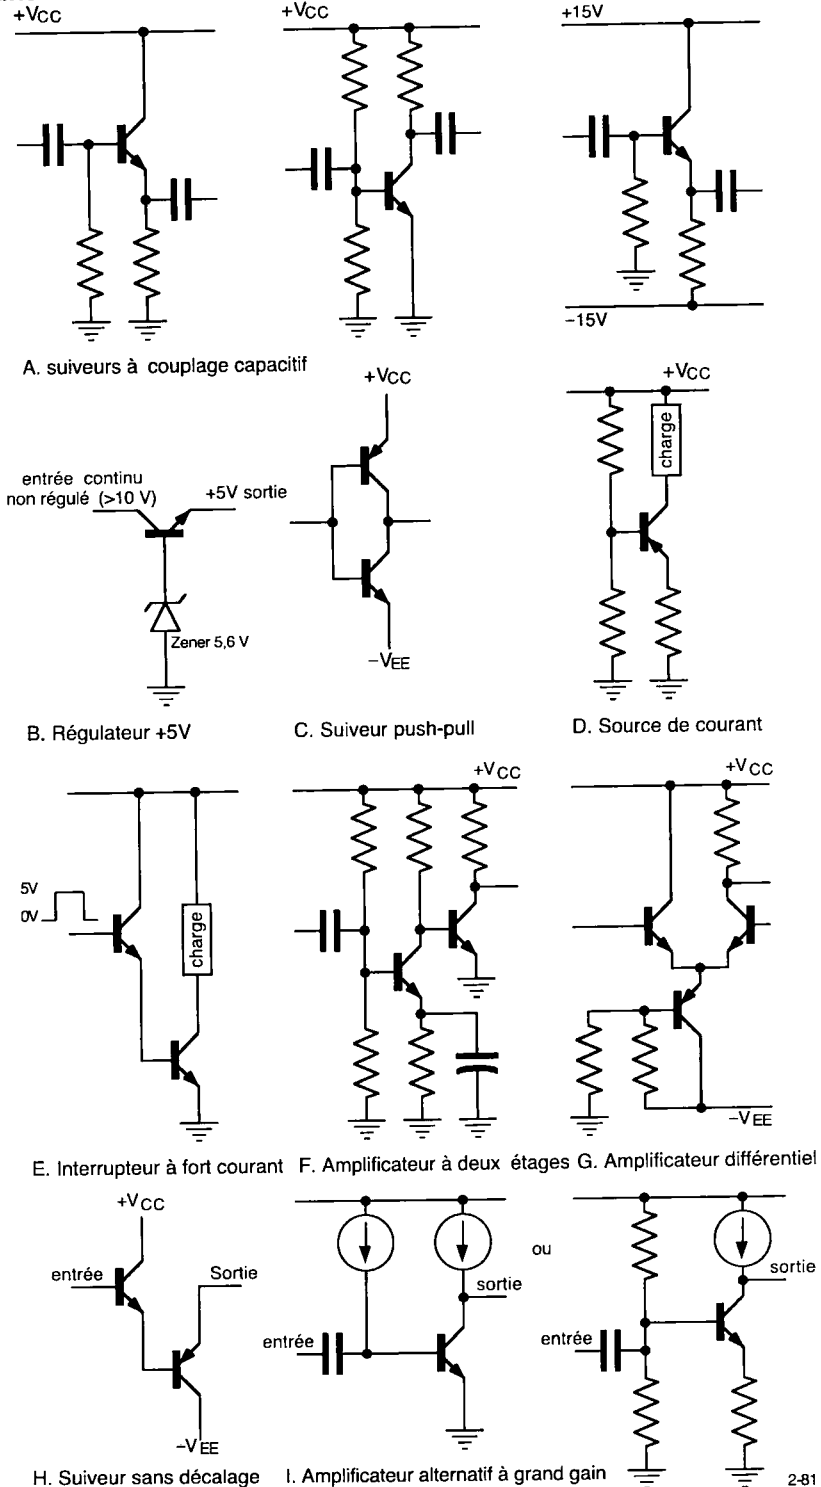 +VCC
+VCC
+15V
-15V
A. suiveurs à couplage capacitif
+VCC
+VCC
charge
entrée continu
non régulé (>10 V)
+5V sortie
Zener 5,6 V
-VEE
B. Régulateur +5V
C. Suiveur push-pull
D. Source de courant
+VCC
+VCC
5V
0V
charge
-VEE
E. Interrupteur à fort courant
F. Amplificateur à deux étages
G. Amplificateur différentiel
+VCC
entrée
Sortie
-VEE
ou
sortie
entrée
sortie
entrée
H. Suiveur sans décalage
I. Amplificateur alternatif à grand gain
2-81